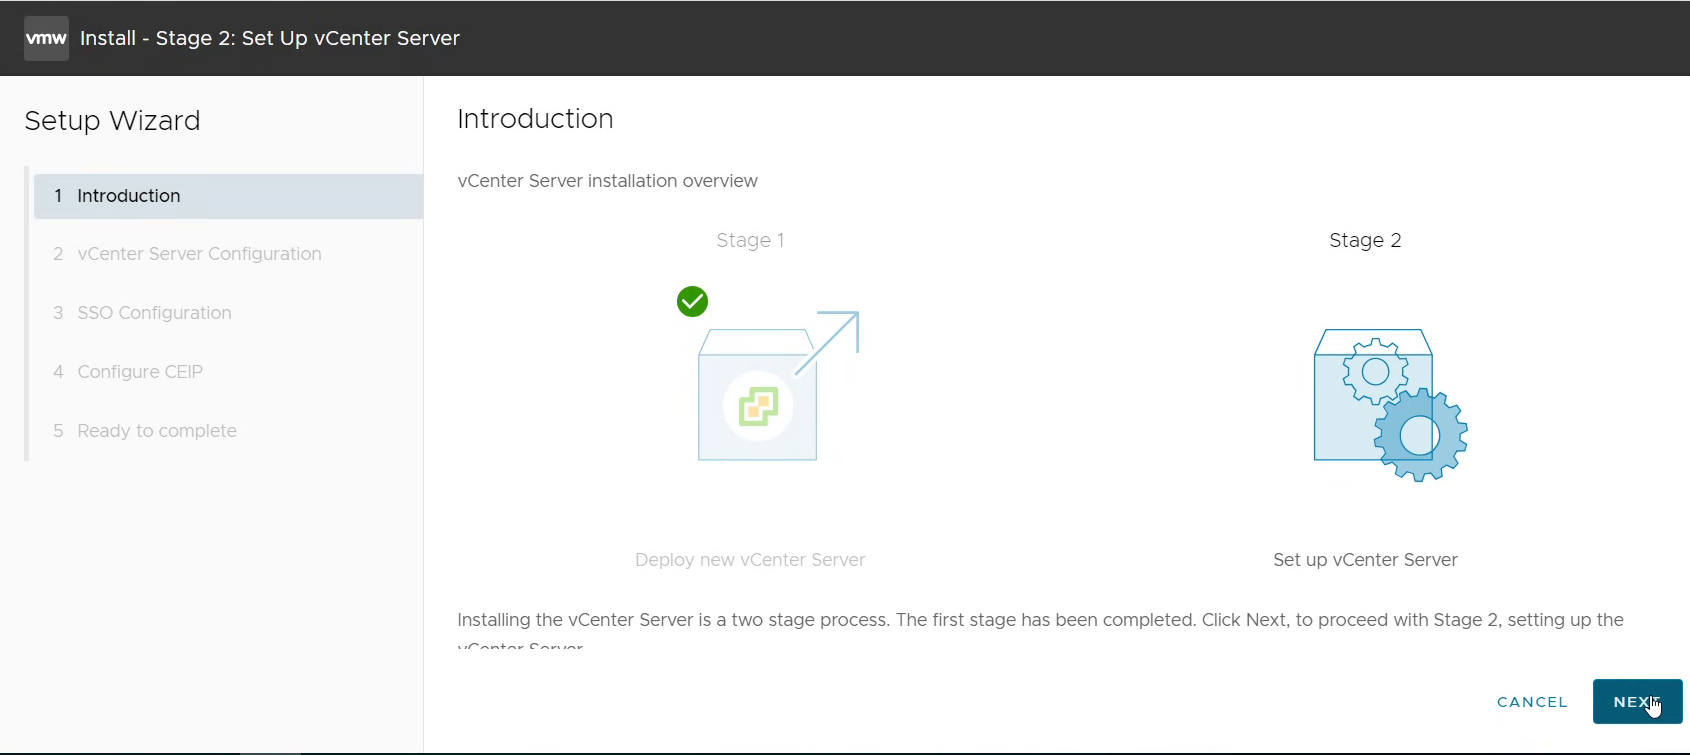 vmw Install - Stage 2: Set Up vCenter Server
Setup Wizard
1 Introduction
2 vCenter Server Configuration
3 SSO Configuration
4 Configure CEIP
5 Ready to complete
Introduction
vCenter Server installation overview
Stage 1
Stage 2
Deploy new vCenter Server
Set up vCenter Server
Installing the vCenter Server is a two stage process. The first stage has been completed. Click Next, to proceed with Stage 2, setting up the
vCenter Server.
CANCEL
NEXT